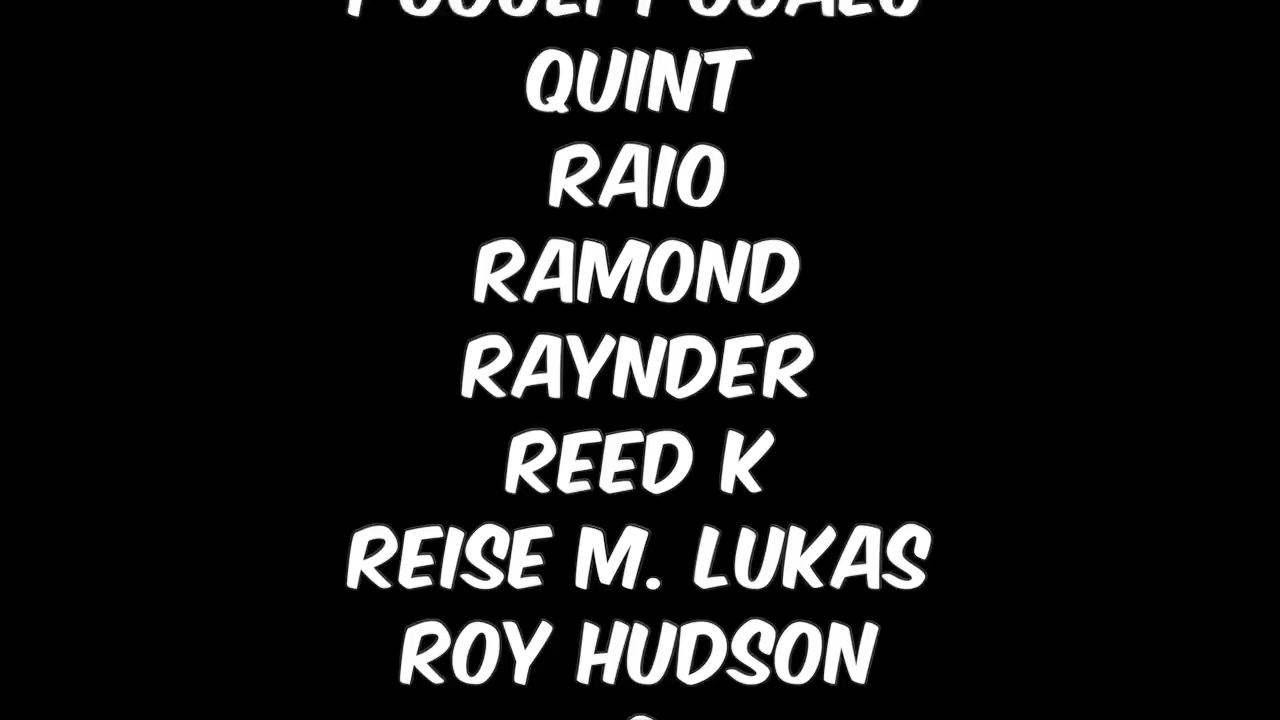 QUINT
RAIO
RAMOND
RAYNDER
REED K
REISE M. LUKAS
ROY HUDSON